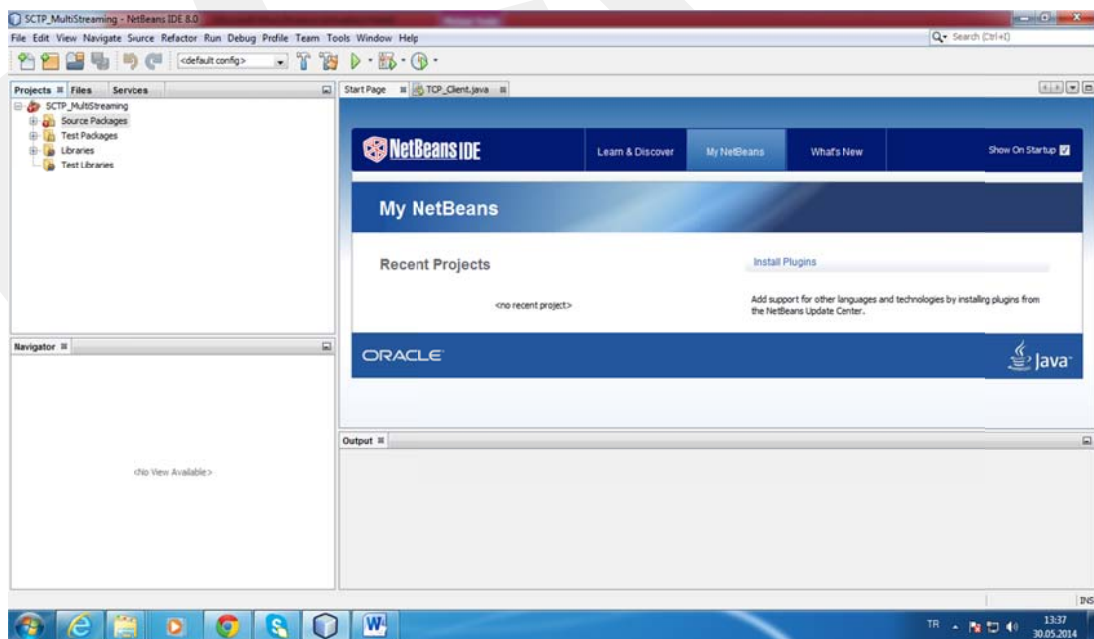 SCTP_MultiStreaming - NetBeans IDE 8.0
File Edit View Navigate Source Refactor Run Debug Profile Team Tools Window Help
Search (Ctrl+I)
<default config>
Projects Files Services
Start Page TCP_Client.java
SCTP_MultiStreaming
Source Packages
Test Packages
Libraries
Test Libraries
NetBeans IDE
Learn & Discover My NetBeans What's New Show On Startup
My NetBeans
Recent Projects
<no recent project>
Install Plugins
Add support for other languages and technologies by installing plugins from
the NetBeans Update Center.
ORACLE
Java
Navigator
<No View Available>
Output
INS
W
TR
13:37
30.05.2014